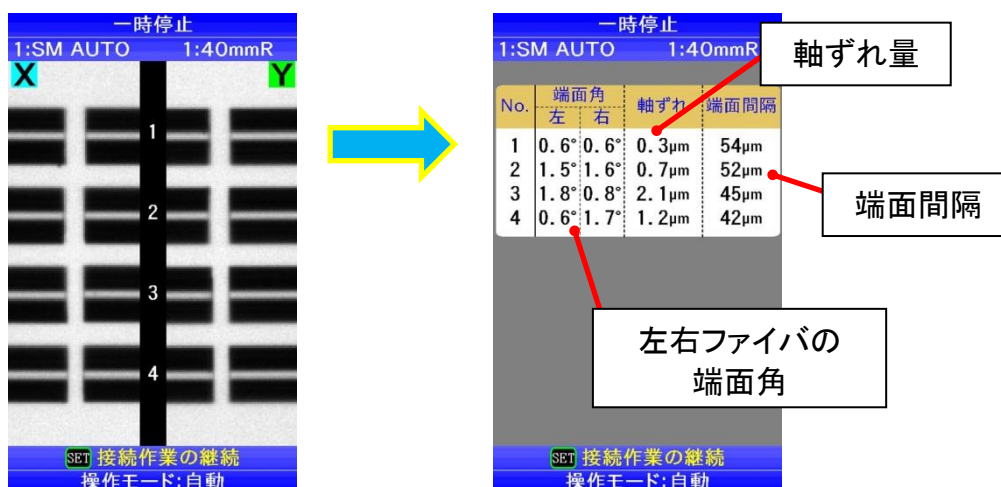 一時停止
1:SM AUTO 1:40mmR
X Y
1
2
3
4
SET 接続作業の継続
操作モード:自動
一時停止
1:SM AUTO 1:40mmR
No. 端面角 軸ずれ 端面間隔
左 右
1 0.6° 0.6° 0.3μm 54μm
2 1.5° 1.6° 0.7μm 52μm
3 1.8° 0.8° 2.1μm 45μm
4 0.6° 1.7° 1.2μm 42μm
SET 接続作業の継続
操作モード:自動
軸ずれ量
端面間隔
左右ファイバの
端面角